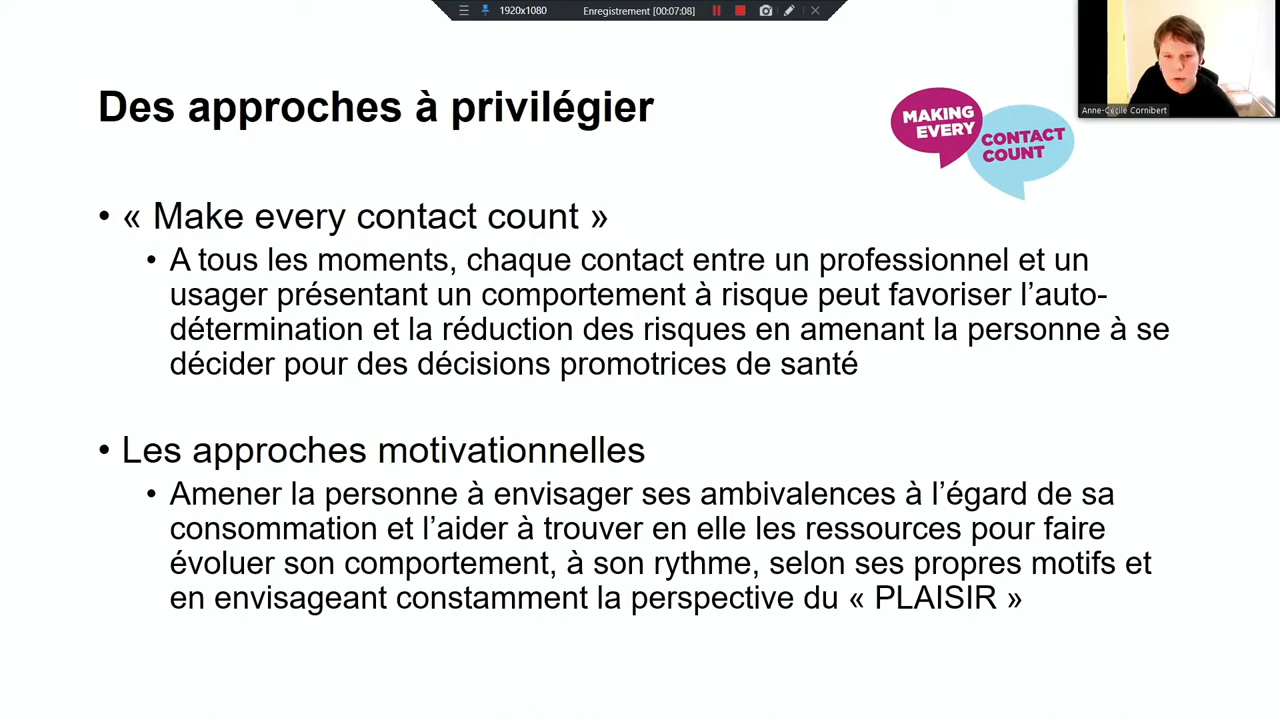 1920x1080 Enregistrement [00:07:08]
Des approches à privilégier
MAKING
EVERY
CONTACT
COUNT
Anne-Cecile Cornibert
• « Make every contact count »
• A tous les moments, chaque contact entre un professionnel et un
usager présentant un comportement à risque peut favoriser l’auto-
détermination et la réduction des risques en amenant la personne à se
décider pour des décisions promotrices de santé
• Les approches motivationnelles
• Amener la personne à envisager ses ambivalences à l’égard de sa
consommation et l’aider à trouver en elle les ressources pour faire
évoluer son comportement, à son rythme, selon ses propres motifs et
en envisageant constamment la perspective du « PLAISIR »